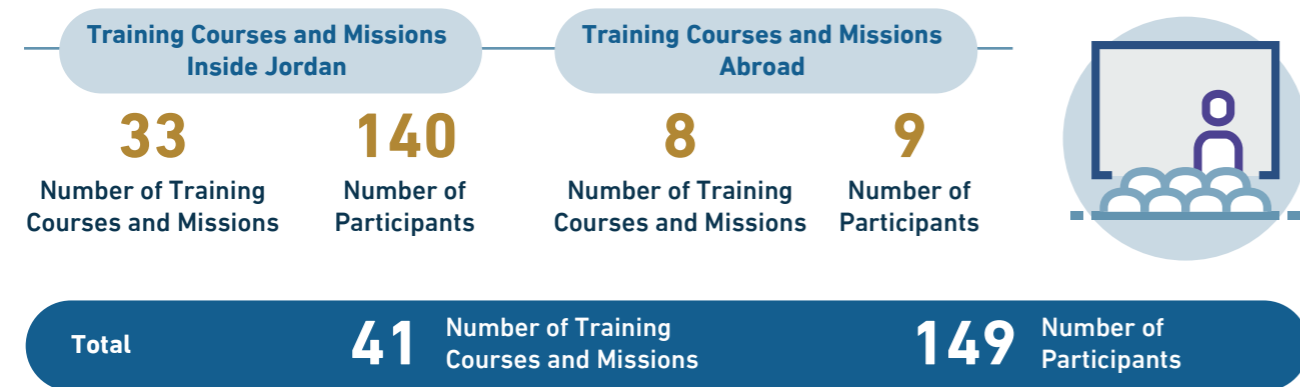 Training Courses and Missions
Inside Jordan
Training Courses and Missions
Abroad
33
Number of Training
Courses and Missions
140
Number of
Participants
8
Number of Training
Courses and Missions
9
Number of
Participants
Total
41
Number of Training
Courses and Missions
149
Number of
Participants